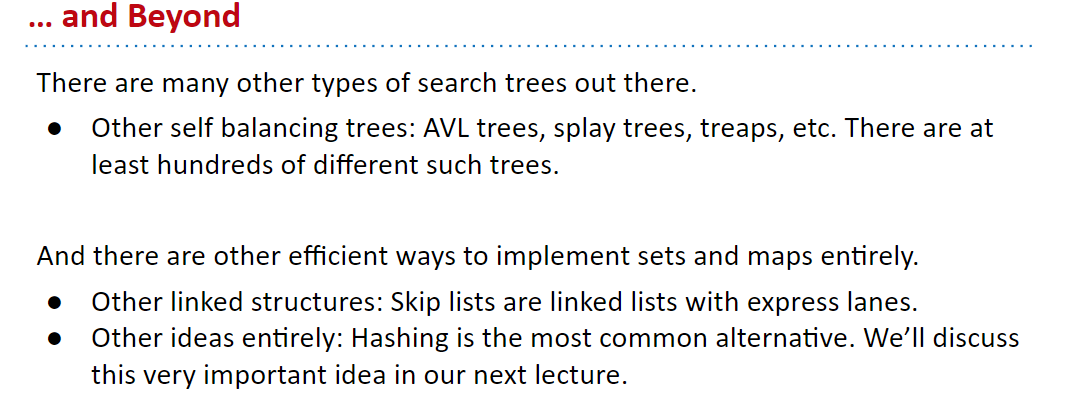 ... and Beyond
There are many other types of search trees out there.
● Other self balancing trees: AVL trees, splay trees, treaps, etc. There are at
least hundreds of different such trees.
And there are other efficient ways to implement sets and maps entirely.
● Other linked structures: Skip lists are linked lists with express lanes.
● Other ideas entirely: Hashing is the most common alternative. We’ll discuss
this very important idea in our next lecture.